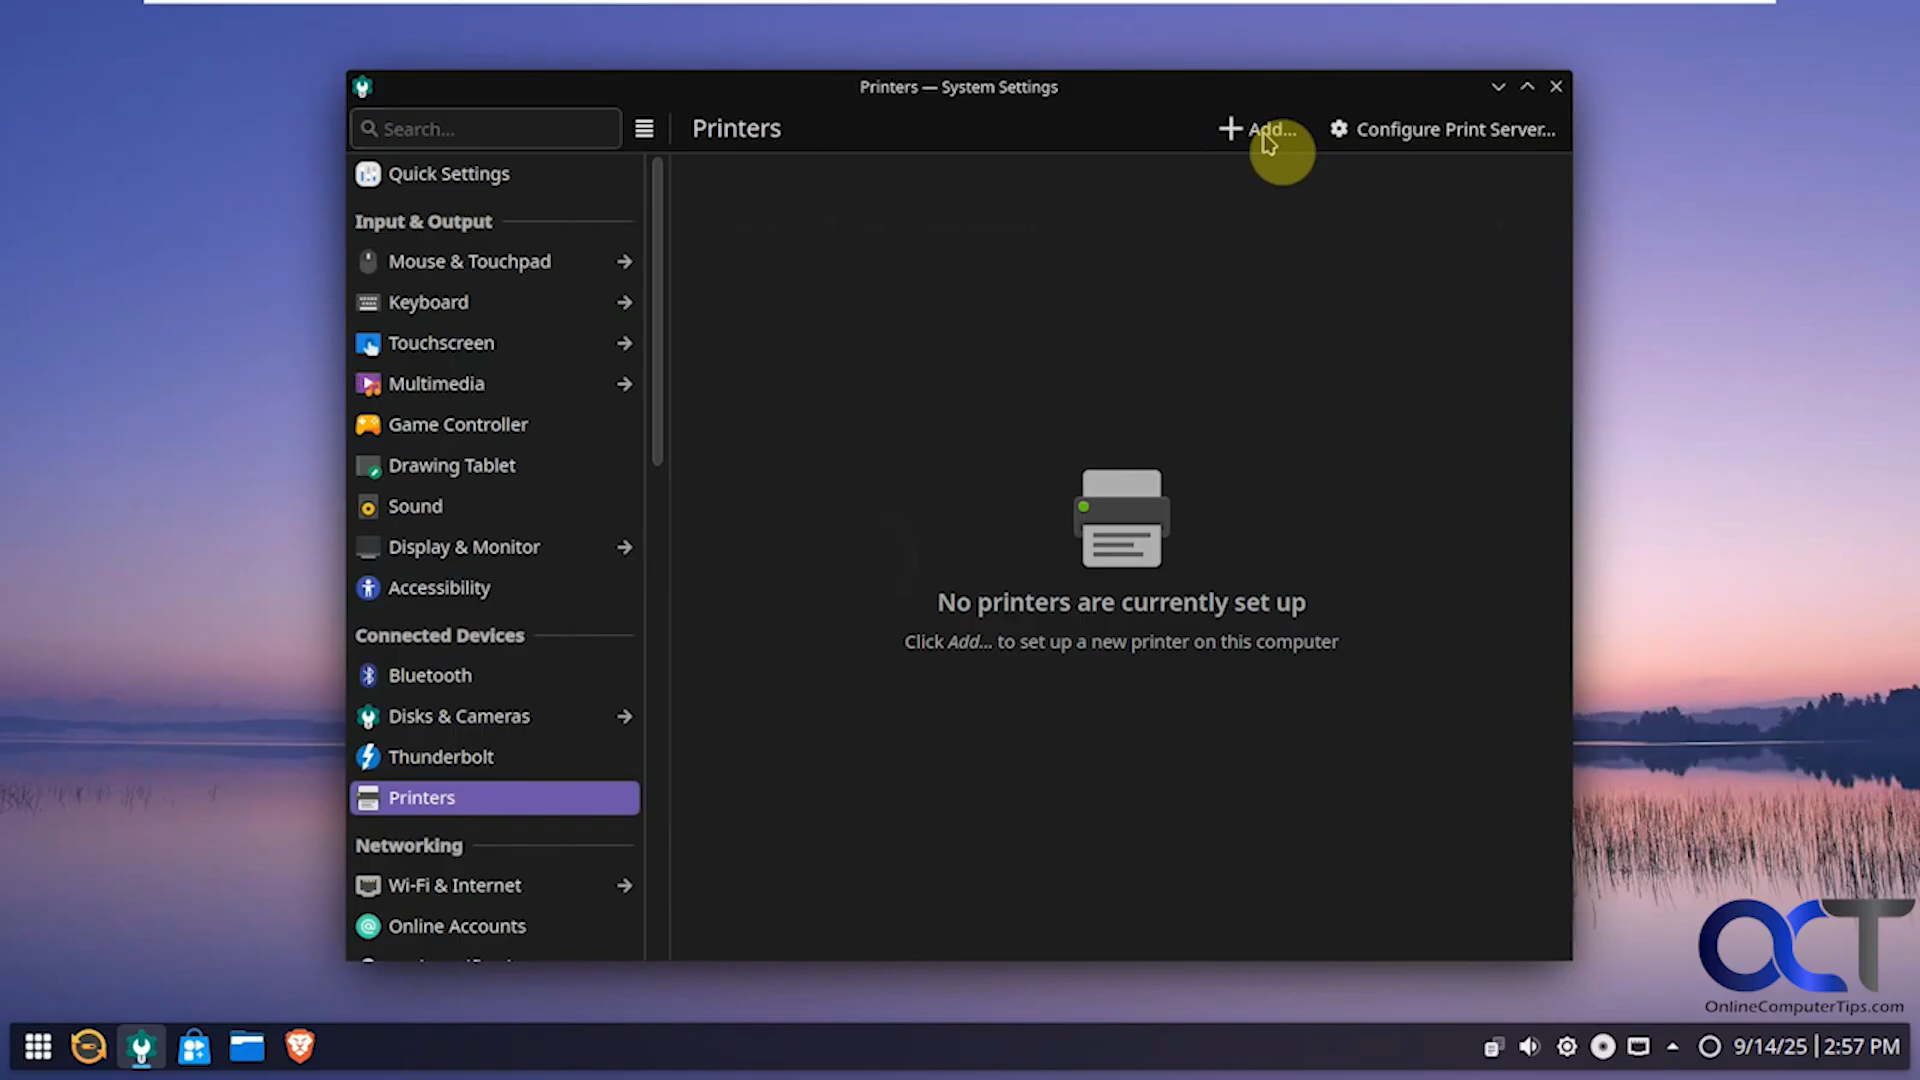 Printers — System Settings
Search...
Printers
Add...
Configure Print Server...
Quick Settings
Input & Output
Mouse & Touchpad
Keyboard
Touchscreen
Multimedia
Game Controller
Drawing Tablet
Sound
Display & Monitor
Accessibility
Connected Devices
Bluetooth
Disks & Cameras
Thunderbolt
Printers
Networking
Wi-Fi & Internet
Online Accounts
No printers are currently set up
Click Add... to set up a new printer on this computer
OCT
OnlineComputerTips.com
9/14/25 | 2:57 PM